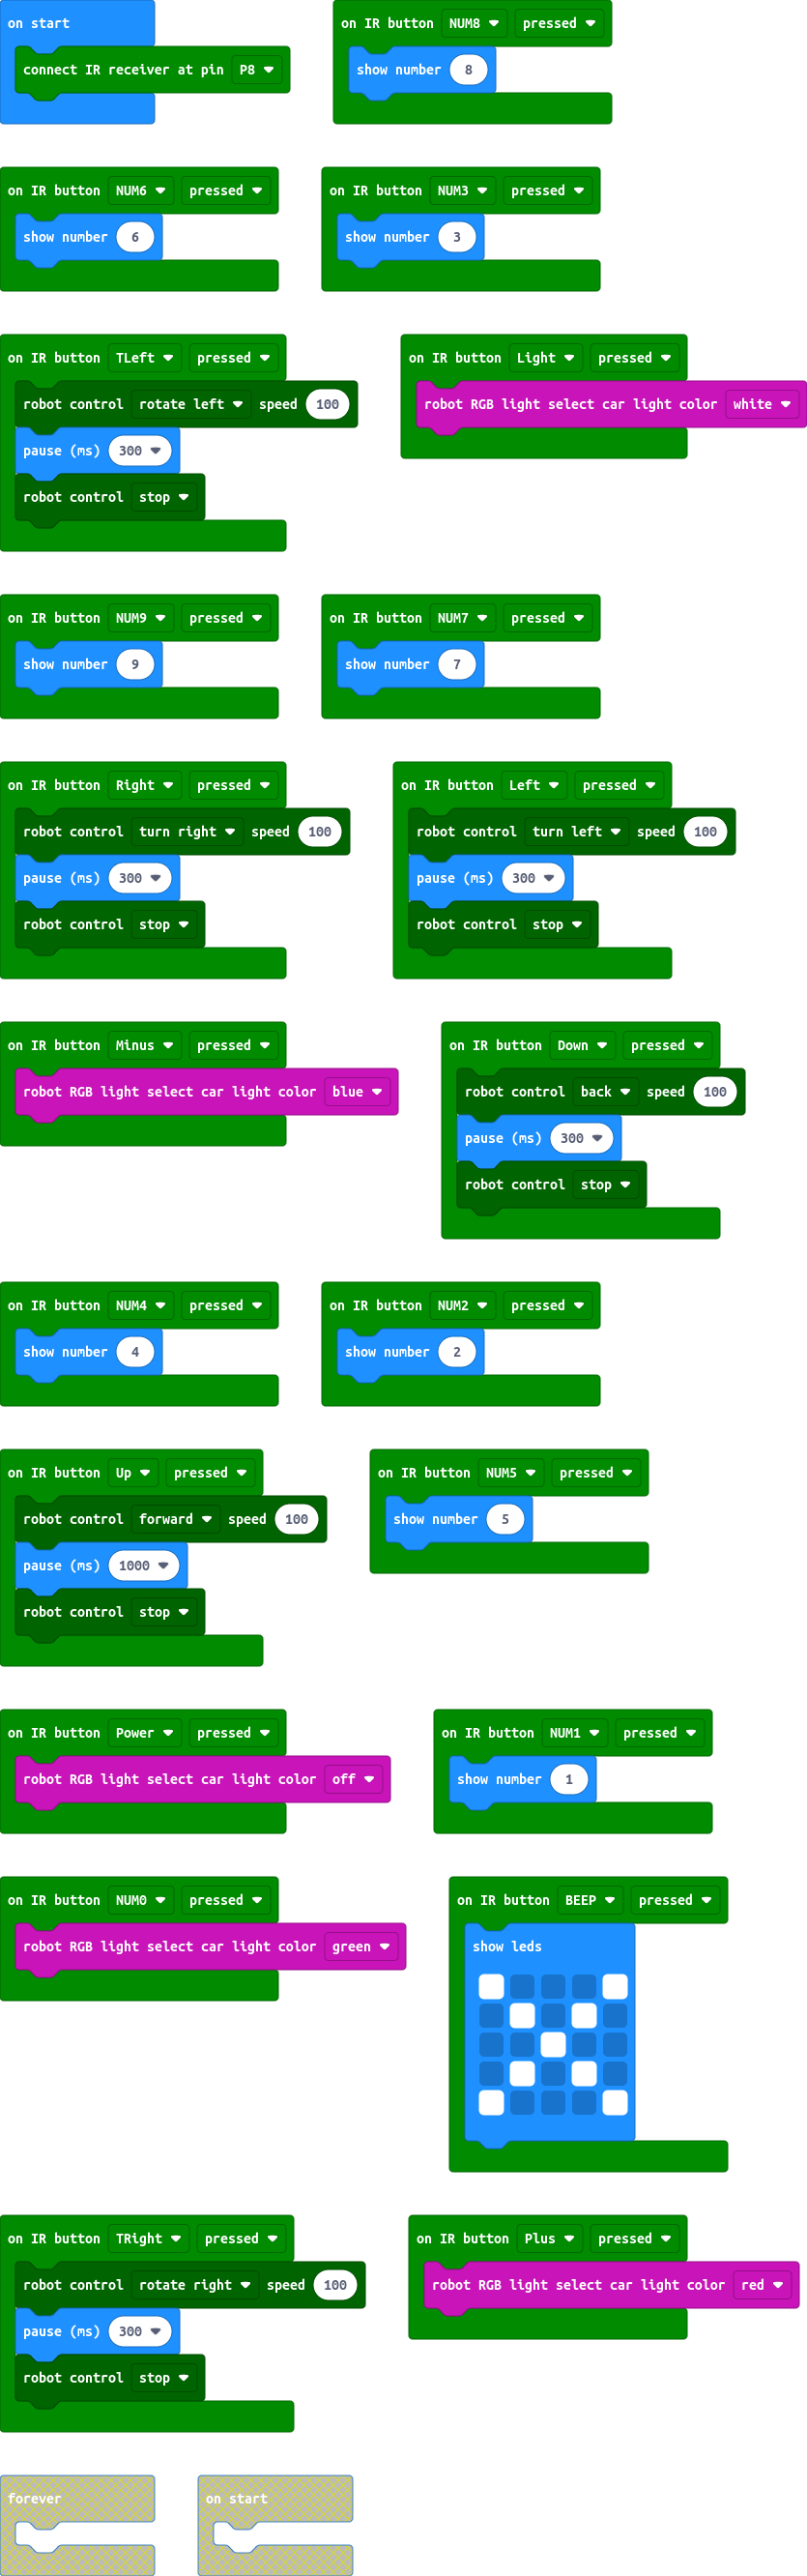 on start
connect IR receiver at pin P8
on IR button NUM8 pressed
show number 8
on IR button NUM6 pressed
show number 6
on IR button NUM3 pressed
show number 3
on IR button TLeft pressed
robot control rotate left speed 100
pause (ms) 300
robot control stop
on IR button Light pressed
robot RGB light select car light color white
on IR button NUM9 pressed
show number 9
on IR button NUM7 pressed
show number 7
on IR button Right pressed
robot control turn right speed 100
pause (ms) 300
robot control stop
on IR button Left pressed
robot control turn left speed 100
pause (ms) 300
robot control stop
on IR button Minus pressed
robot RGB light select car light color blue
on IR button Down pressed
robot control back speed 100
pause (ms) 300
robot control stop
on IR button NUM4 pressed
show number 4
on IR button NUM2 pressed
show number 2
on IR button Up pressed
robot control forward speed 100
pause (ms) 1000
robot control stop
on IR button NUM5 pressed
show number 5
on IR button Power pressed
robot RGB light select car light color off
on IR button NUM1 pressed
show number 1
on IR button NUM0 pressed
robot RGB light select car light color green
on IR button BEEP pressed
show leds
on IR button TRight pressed
robot control rotate right speed 100
pause (ms) 300
robot control stop
on IR button Plus pressed
robot RGB light select car light color red
forever
on start